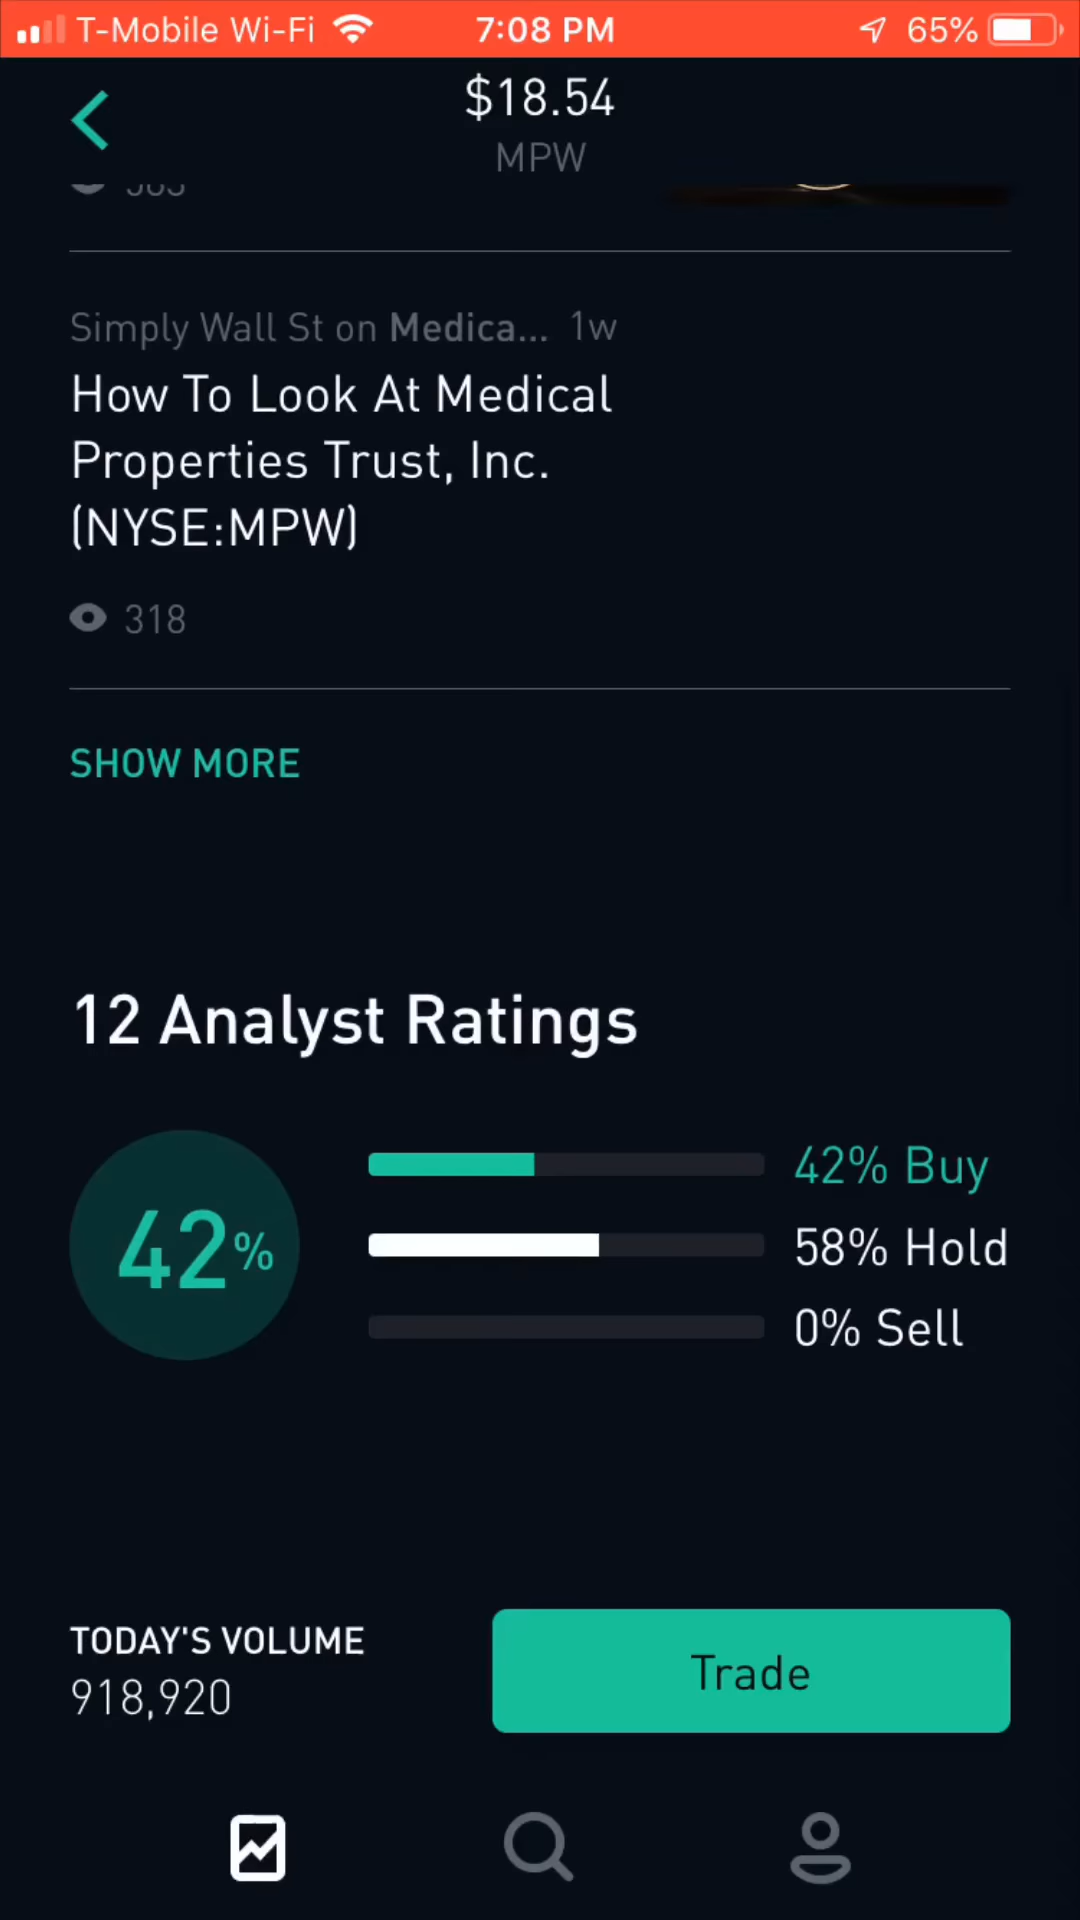 T-Mobile Wi-Fi 7:08 PM 65%
$18.54
MPW
Simply Wall St on Medica... 1w
How To Look At Medical
Properties Trust, Inc.
(NYSE:MPW)
318
SHOW MORE
12 Analyst Ratings
42%
42% Buy
58% Hold
0% Sell
TODAY'S VOLUME
918,920
Trade